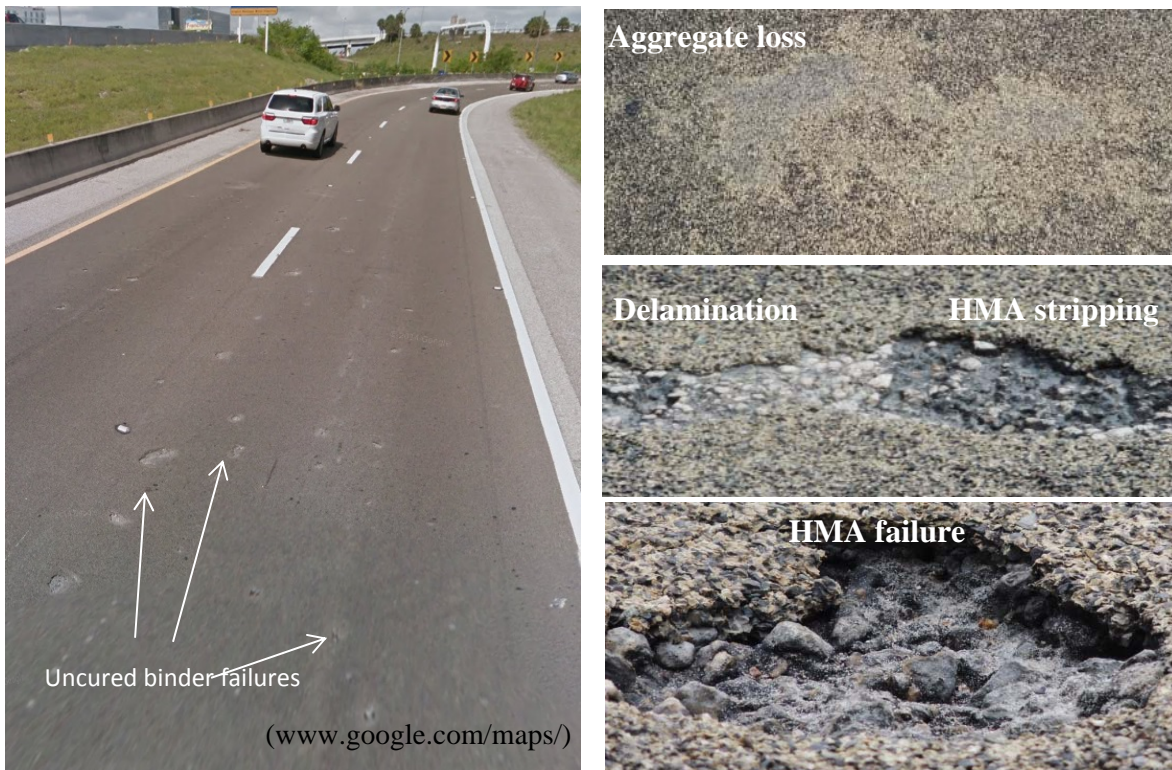 Uncured binder failures
(www.google.com/maps/)
Aggregate loss
Delamination
HMA stripping
HMA failure